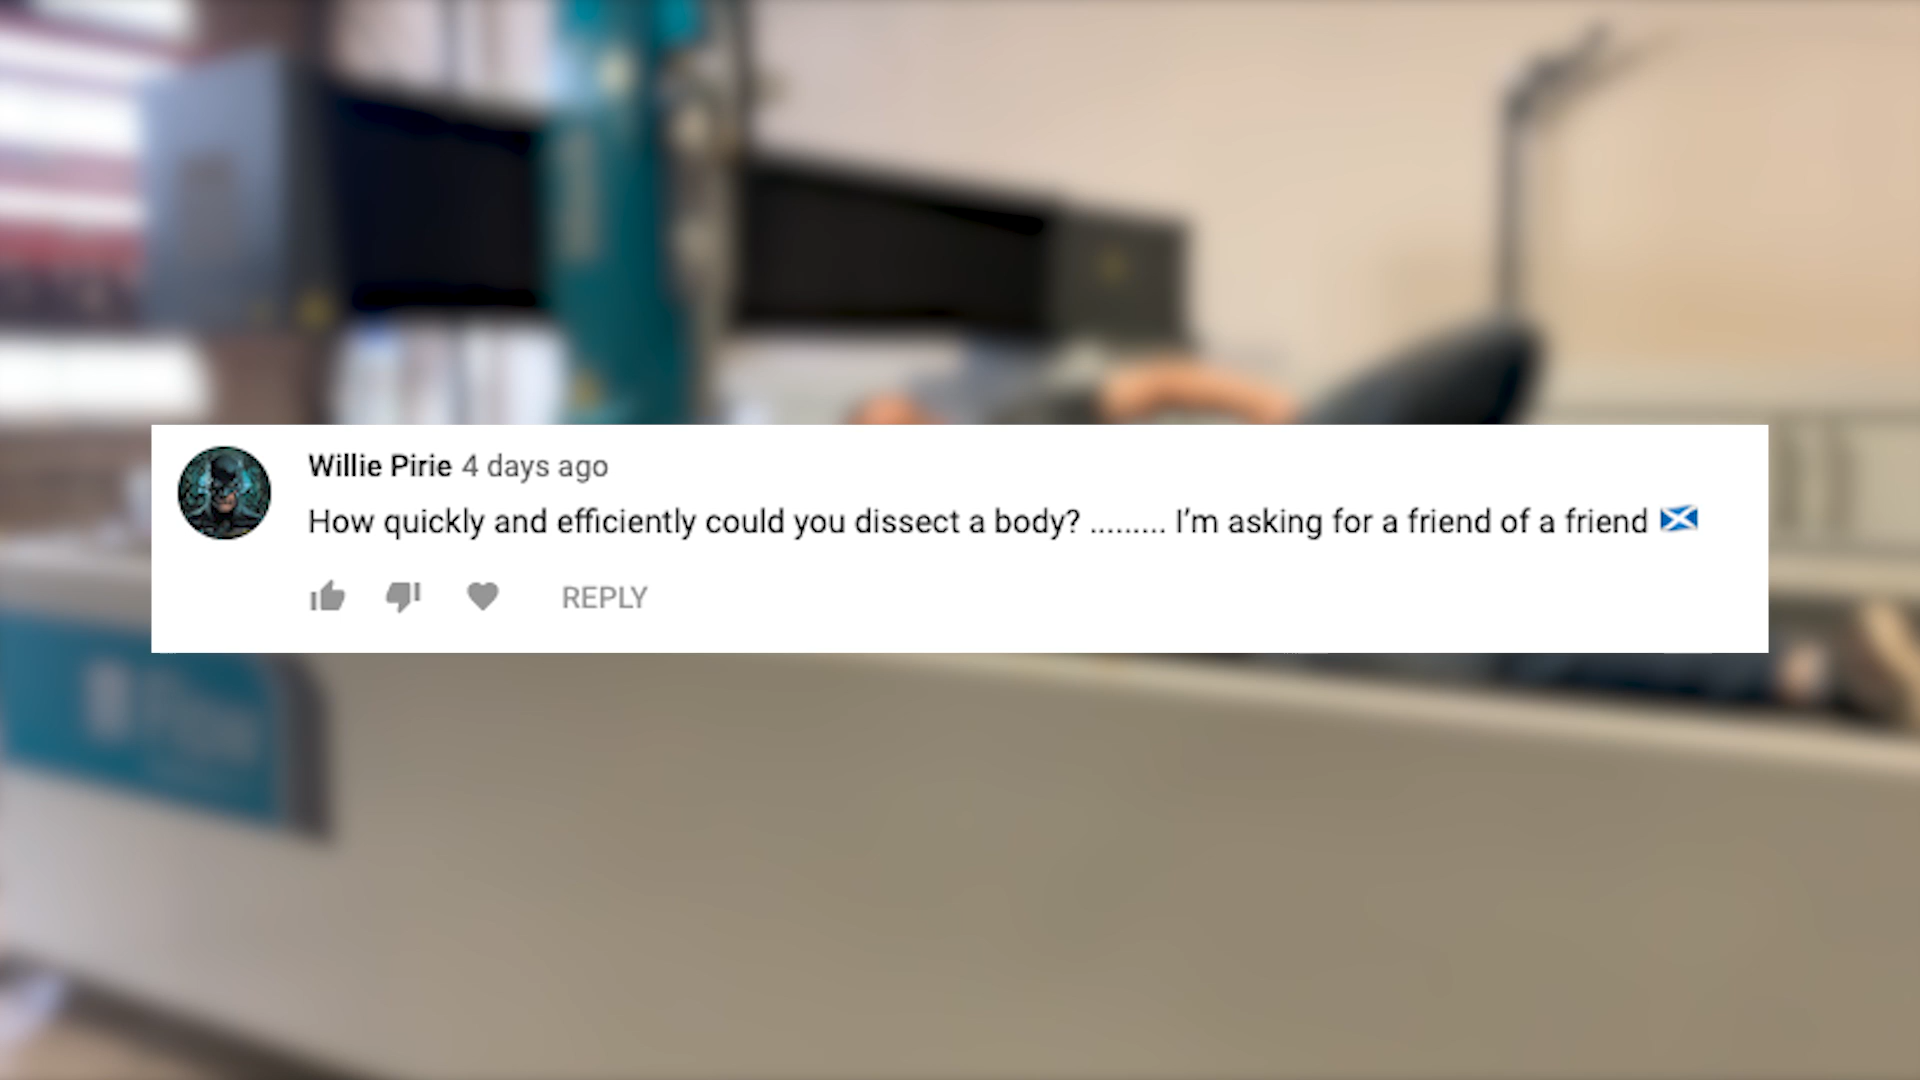 Willie Pirie 4 days ago
How quickly and efficiently could you dissect a body? ......... I'm asking for a friend of a friend 🏴󠁧󠁢󠁳󠁣󠁴󠁿
REPLY